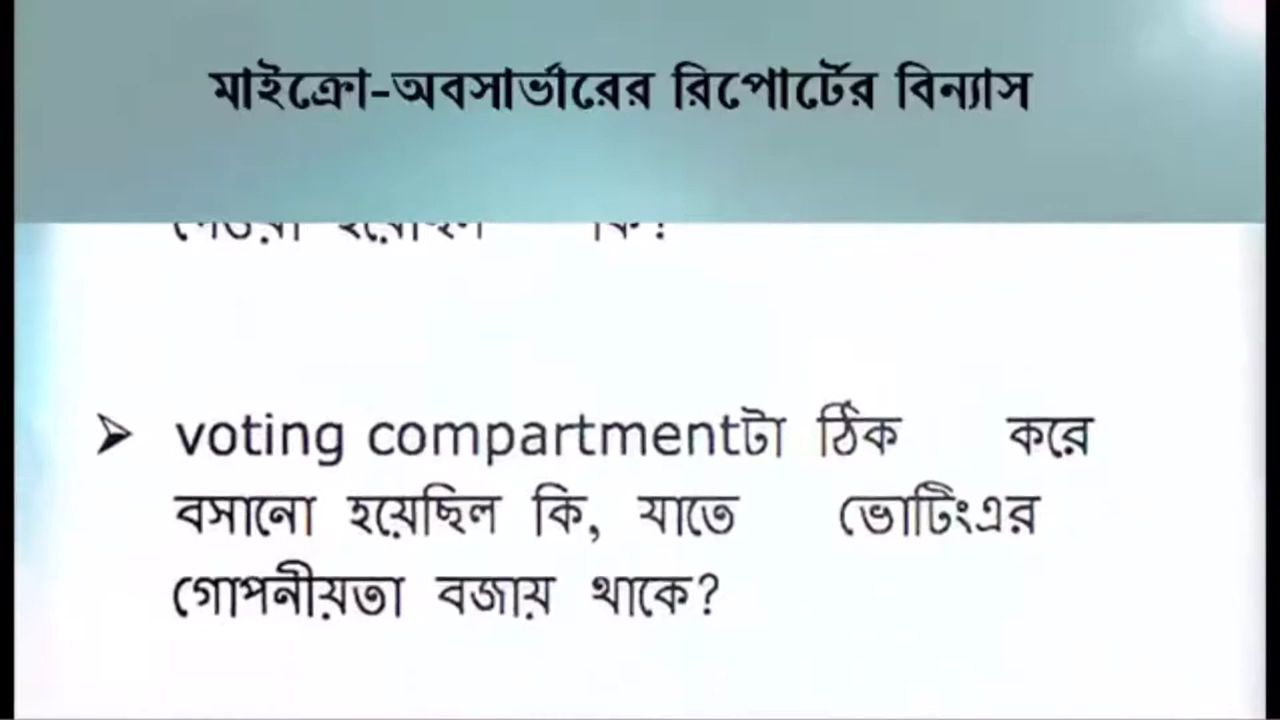 মাইক্রো-অবসার্ভারের রিপোর্টের বিন্যাস
কি?
voting compartmentটা ঠিক করে
বসানো হয়েছিল কি, যাতে ভোটিংএর
গোপনীয়তা বজায় থাকে?